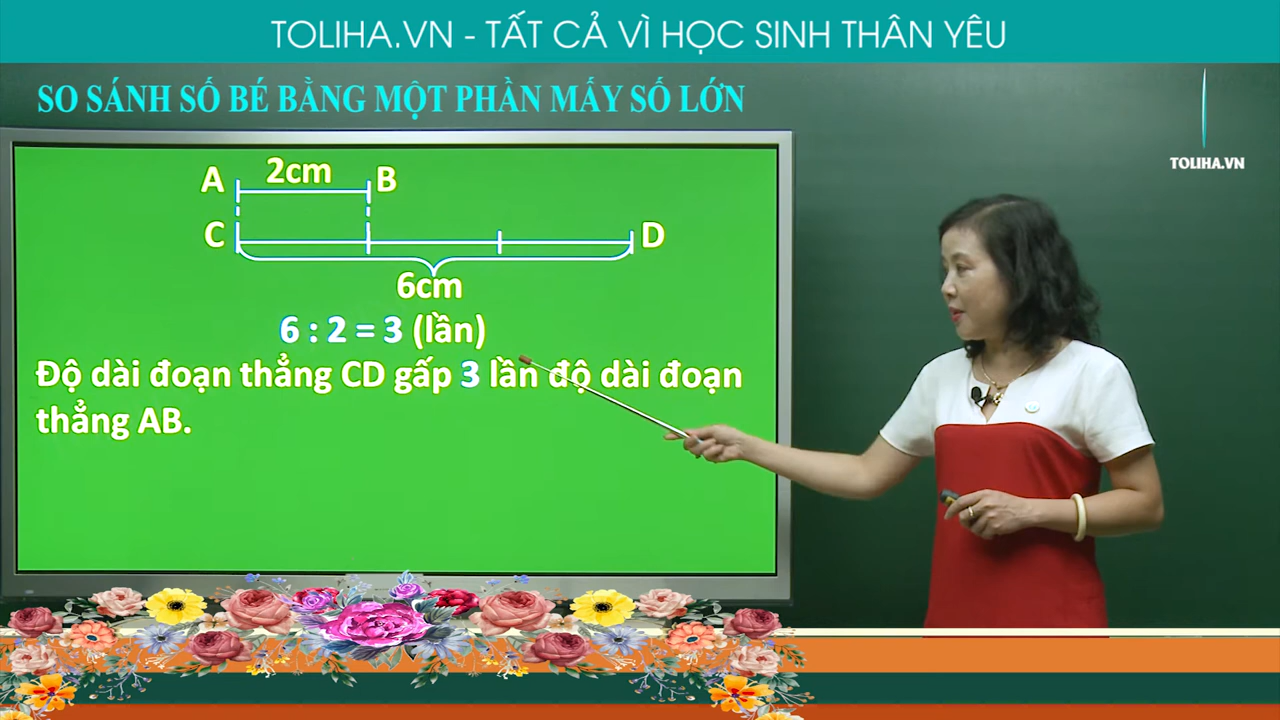 TOLIHA.VN - TẤT CẢ VÌ HỌC SINH THÂN YÊU
SO SÁNH SỐ BÉ BẰNG MỘT PHẦN MẤY SỐ LỚN
TOLIHA.VN
A 2cm B
C D
6cm
6 : 2 = 3 (lần)
Độ dài đoạn thẳng CD gấp 3 lần độ dài đoạn
thẳng AB.